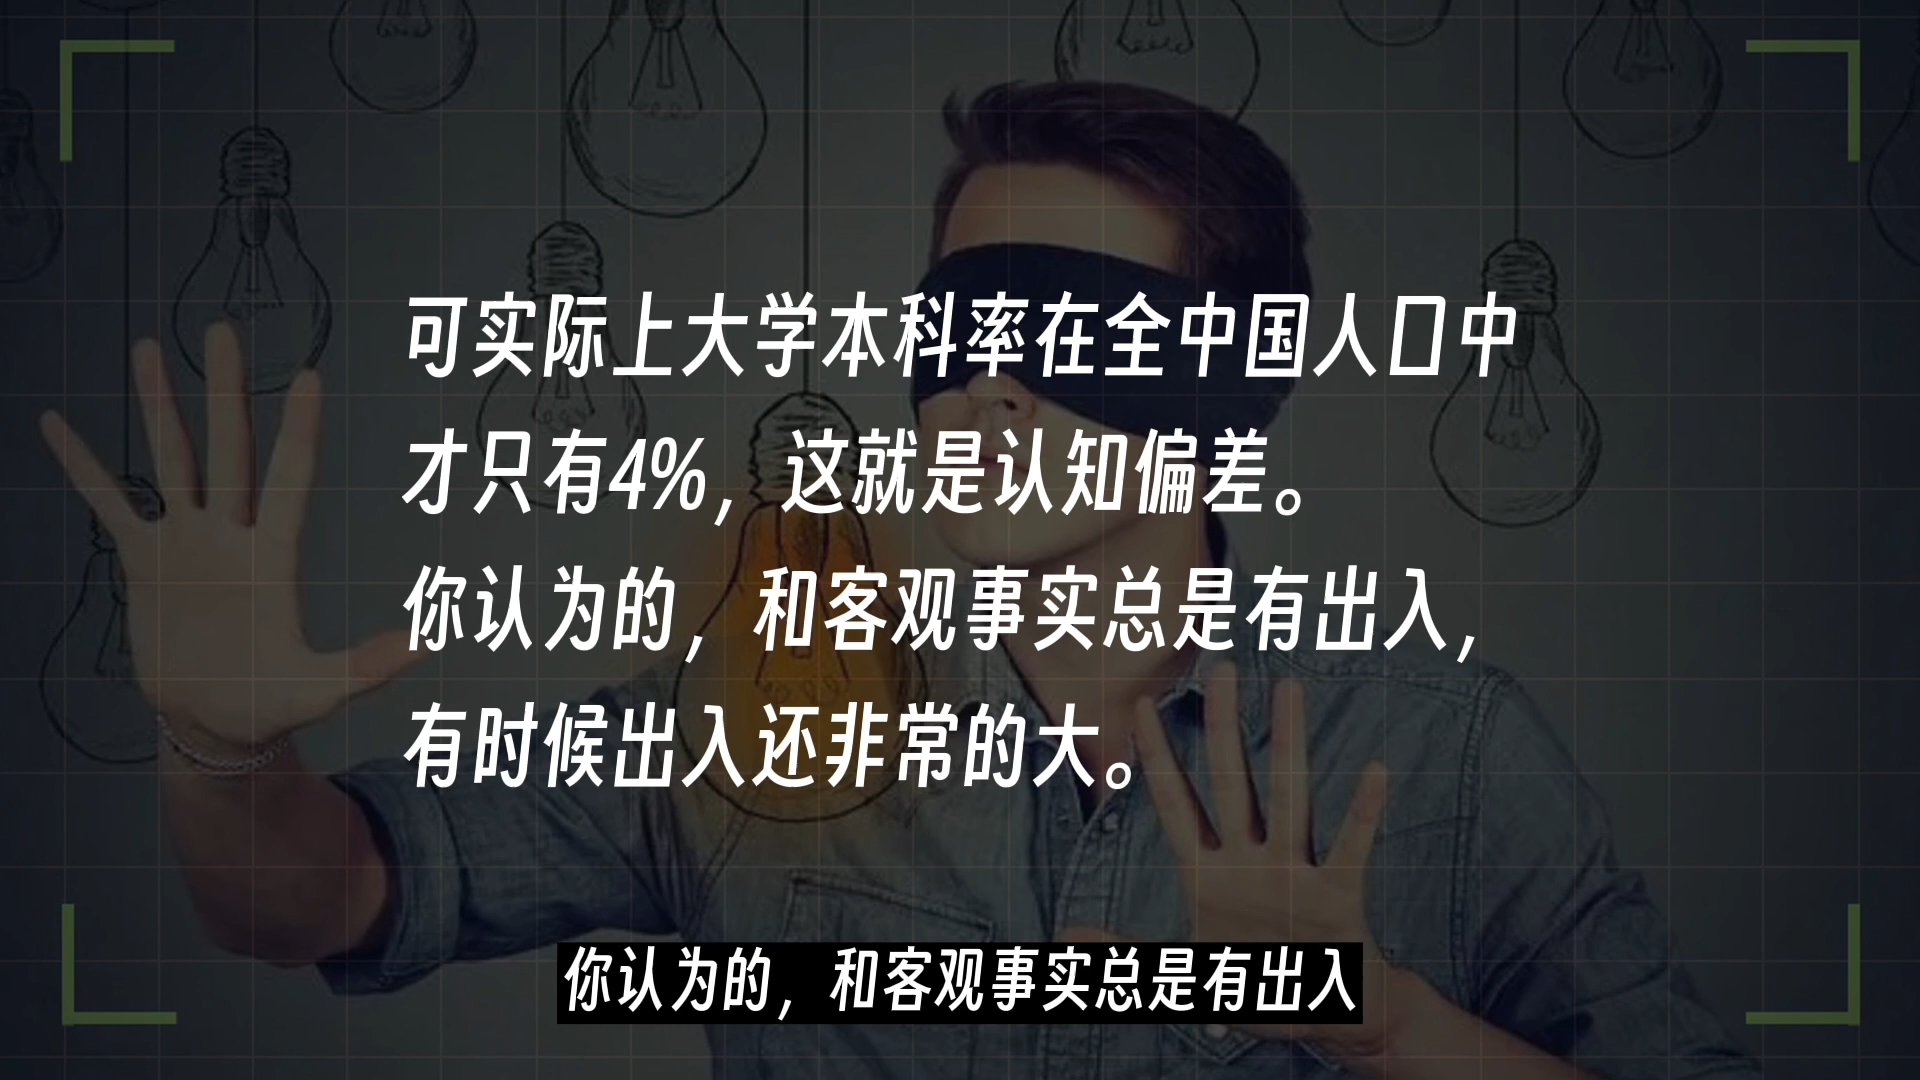 可实际上大学本科率在全中国人口中
才只有4%，这就是认知偏差。
你认为的，和客观事实总是有出入，
有时候出入还非常的大。
你认为的，和客观事实总是有出入